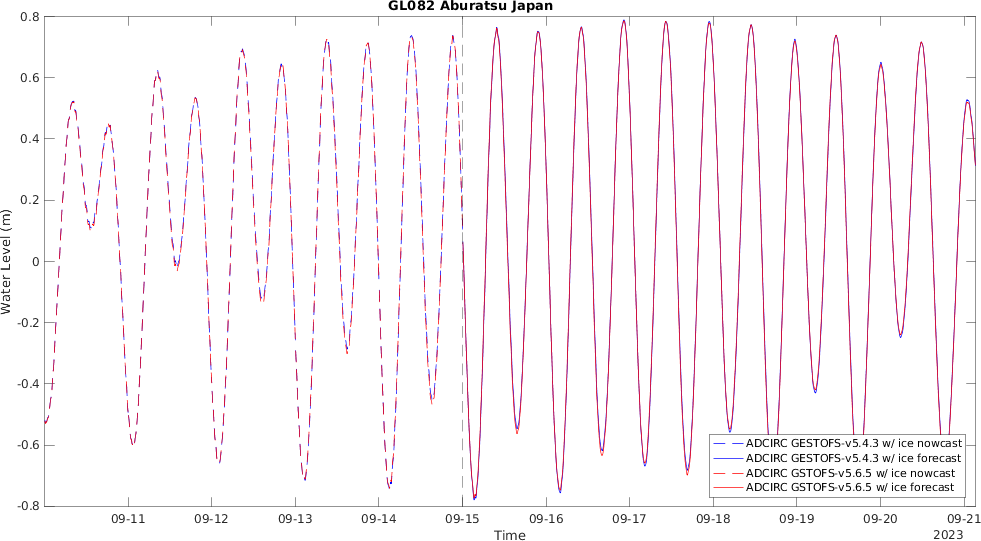 GL082 Aburatsu Japan
0.8
0.6
0.4
0.2
0
-0.2
-0.4
-0.6
-0.8
Water Level (m)
09-11 09-12 09-13 09-14 09-15 09-16 09-17 09-18 09-19 09-20 09-21
Time
2023
ADCIRC GESTOFS-v5.4.3 w/ ice nowcast
ADCIRC GESTOFS-v5.4.3 w/ ice forecast
ADCIRC GSTOFS-v5.6.5 w/ ice nowcast
ADCIRC GSTOFS-v5.6.5 w/ ice forecast